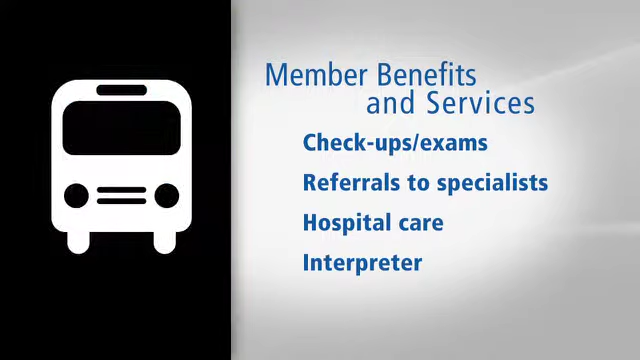 Member Benefits
and Services
Check-ups/exams
Referrals to specialists
Hospital care
Interpreter